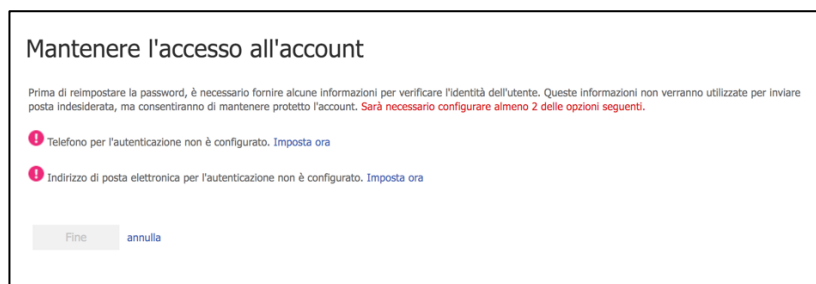 Mantenere l'accesso all'account
Prima di reimpostare la password, è necessario fornire alcune informazioni per verificare l'identità dell'utente. Queste informazioni non verranno utilizzate per inviare
posta indesiderata, ma consentiranno di mantenere protetto l'account. Sarà necessario configurare almeno 2 delle opzioni seguenti.
Telefono per l'autenticazione non è configurato. Imposta ora
Indirizzo di posta elettronica per l'autenticazione non è configurato. Imposta ora
Fine annulla